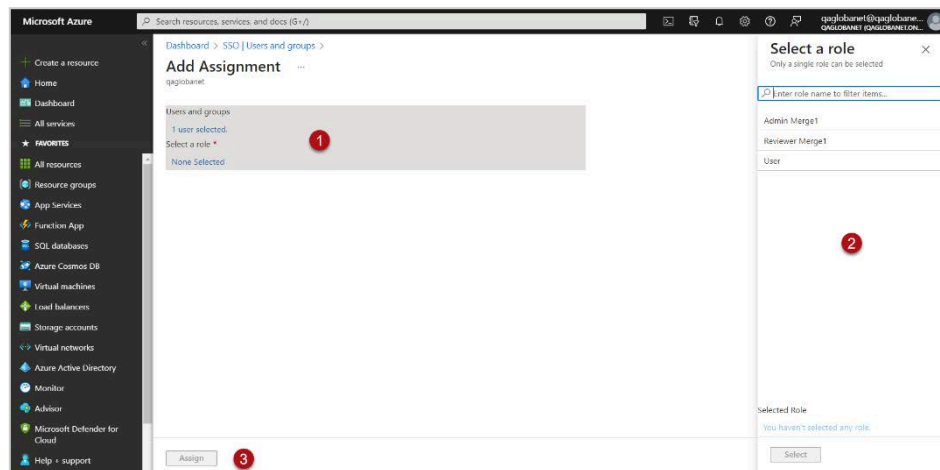 Microsoft Azure
Search resources, services, and docs (G+/)
qaglobanet@qaglobane...
QAGLOBANET (QAGLOBANET.ON...
Create a resource
Home
Dashboard
All services
FAVORITES
All resources
Resource groups
App Services
Function App
SQL databases
Azure Cosmos DB
Virtual machines
Load balancers
Storage accounts
Virtual networks
Azure Active Directory
Monitor
Advisor
Microsoft Defender for
Cloud
Help + support
Dashboard > SSO | Users and groups >
Add Assignment ...
qaglobanet
Users and groups
1 user selected.
Select a role *
None Selected
1
Assign
3
Select a role
Only a single role can be selected
Enter role name to filter items...
Admin Merge1
Reviewer Merge1
User
2
Selected Role
You haven't selected any role.
Select